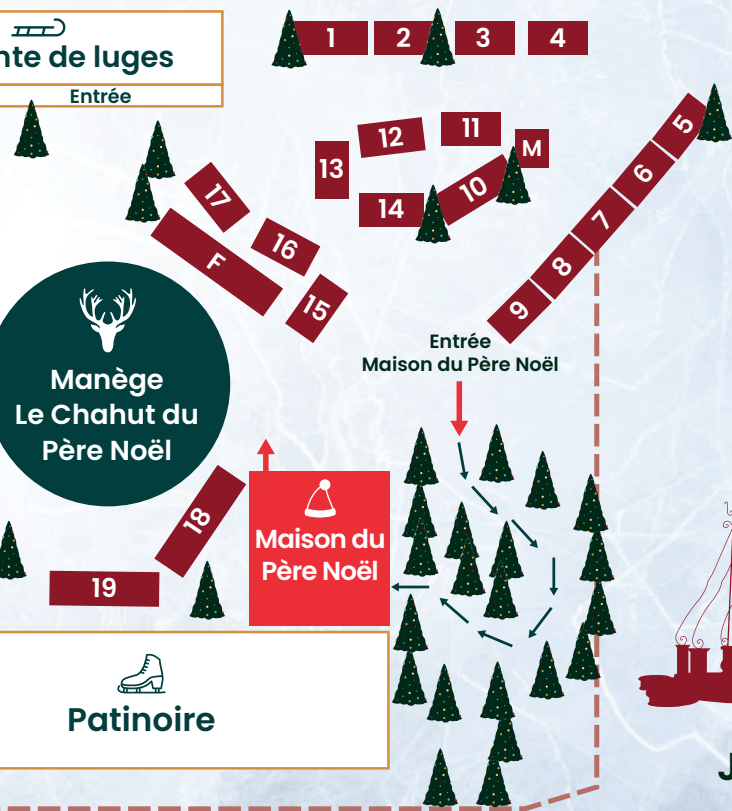 de luges
Entrée
1 2 3 4
5
6
7
8
9
M
10
11
12
13
14
15
16
17
F
Manège
Le Chahut du
Père Noël
Entrée
Maison du Père Noël
18
19
Maison du
Père Noël
Patinoire
J